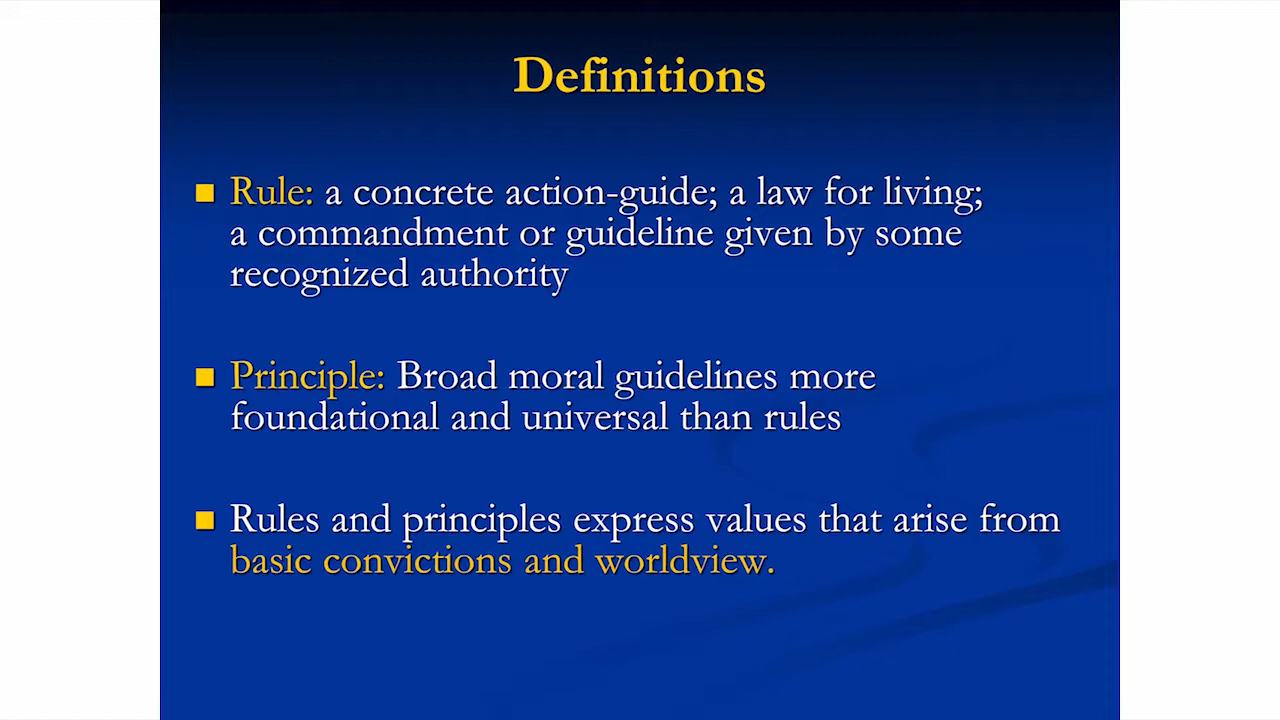 Definitions
Rule: a concrete action-guide; a law for living;
a commandment or guideline given by some
recognized authority
Principle: Broad moral guidelines more
foundational and universal than rules
Rules and principles express values that arise from
basic convictions and worldview.